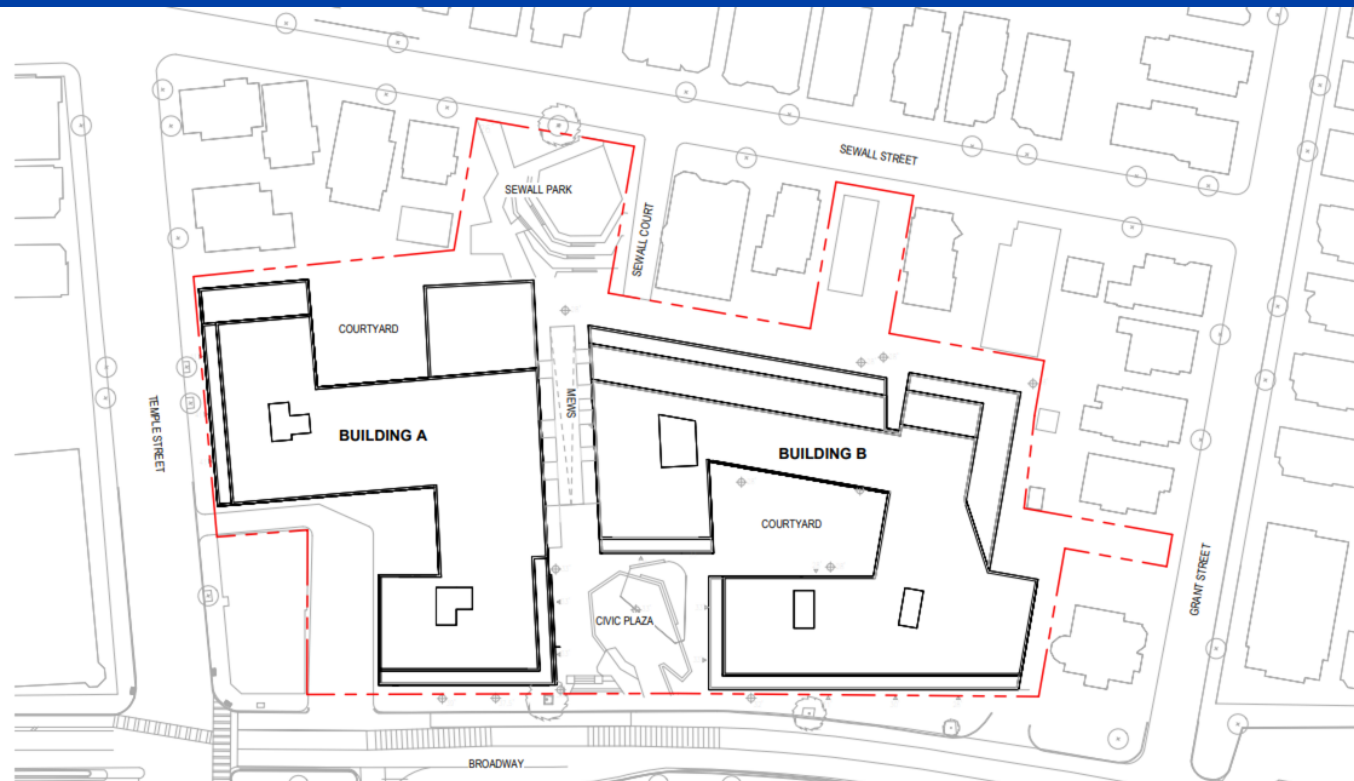 SEWALL STREET
SEWALL PARK
SEWALL COURT
COURTYARD
MEWS
TEMPLE STREET
BUILDING A
BUILDING B
COURTYARD
GRANT STREET
CIVIC PLAZA
BROADWAY